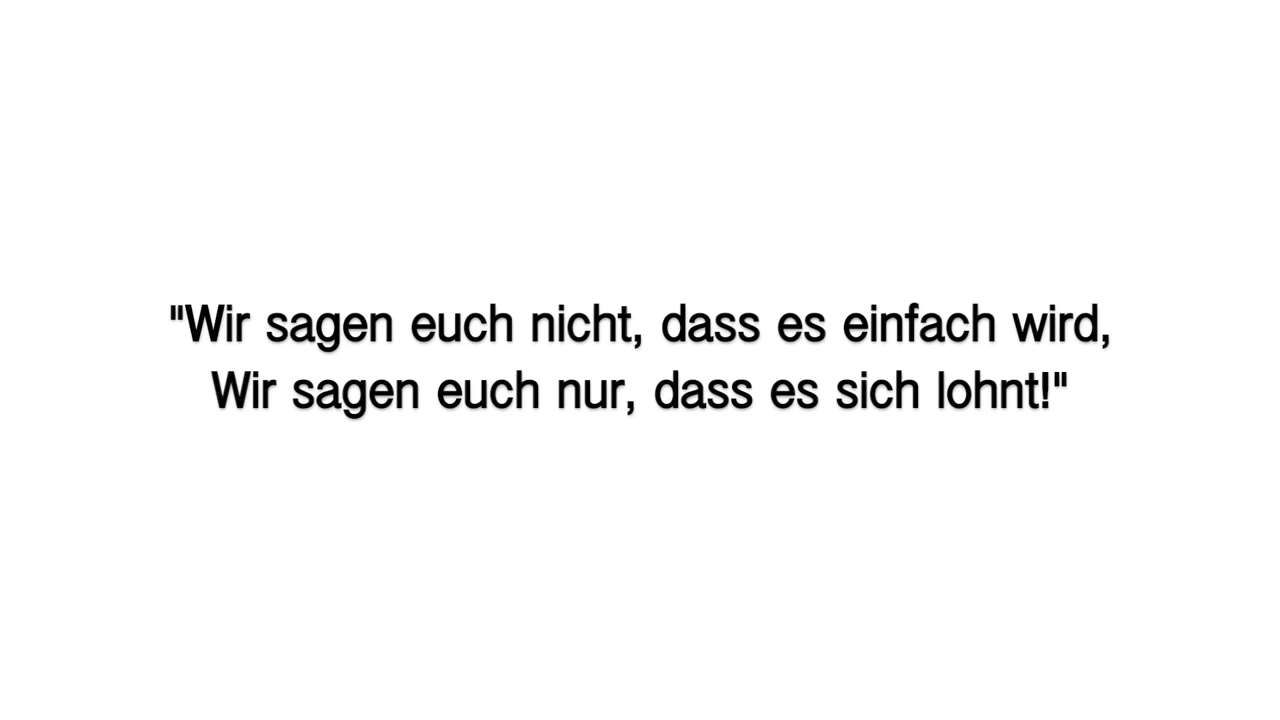 "Wir sagen euch nicht, dass es einfach wird,
Wir sagen euch nur, dass es sich lohnt!"